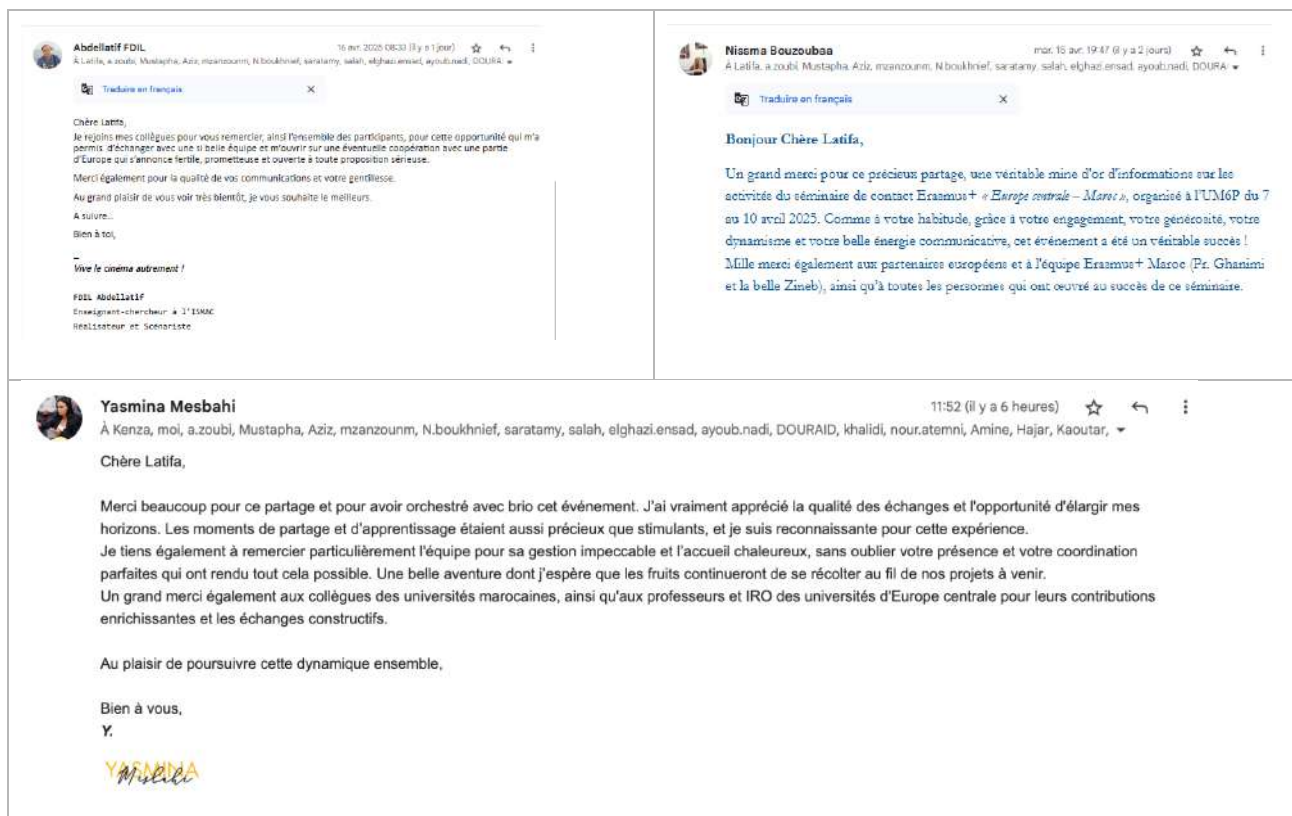 Abdellatif FDIL
16 avr. 2025 08:33 (il y a 1 jour)
À Latifa, a.zoubi, Mustapha, Aziz, mzanzounm, N.boukhnief, saratamy, salah, elghazi.ensad, ayoub.nadi, DOURA
Traduire en français
Chère Latifa,
Je rejoins mes collègues pour vous remercier, ainsi l'ensemble des participants, pour cette opportunité qui m'a
permis d'échanger avec une si belle équipe et m'ouvrir sur une éventuelle coopération avec une partie
d'Europe qui s'annonce fertile, prometteuse et ouverte à toute proposition sérieuse.
Merci également pour la qualité de vos communications et votre gentillesse.
Au grand plaisir de vous voir très bientôt, je vous souhaite le meilleurs.
A suivre...
Bien à toi,
--
Vive le cinéma autrement !
FDIL Abdellatif
Enseignant-chercheur à l'ISMAC
Réalisateur et Scénariste
Nissma Bouzoubaa
mar. 15 avr. 19:47 (il y a 2 jours)
À Latifa, a.zoubi, Mustapha, Aziz, mzanzounm, N.boukhnief, saratamy, salah, elghazi.ensad, ayoub.nadi, DOURA
Traduire en français
Bonjour Chère Latifa,
Un grand merci pour ce précieux partage, une véritable mine d'or d'informations sur les
activités du séminaire de contact Erasmus+ « Europe centrale – Maroc », organisé à l'UM6P du 7
au 10 avril 2025. Comme à votre habitude, grâce à votre engagement, votre générosité, votre
dynamisme et votre belle énergie communicative, cet événement a été un véritable succès !
Mille merci également aux partenaires européens et à l'équipe Erasmus+ Maroc (Pr. Ghanimi
et la belle Zineb), ainsi qu'à toutes les personnes qui ont œuvré au succès de ce séminaire.
Yasmina Mesbahi
11:52 (il y a 6 heures)
À Kenza, moi, a.zoubi, Mustapha, Aziz, mzanzounm, N.boukhnief, saratamy, salah, elghazi.ensad, ayoub.nadi, DOURAID, khalidi, nour.atemni, Amine, Hajar, Kaoutar,
Chère Latifa,
Merci beaucoup pour ce partage et pour avoir orchestré avec brio cet événement. J'ai vraiment apprécié la qualité des échanges et l'opportunité d'élargir mes
horizons. Les moments de partage et d'apprentissage étaient aussi précieux que stimulants, et je suis reconnaissante pour cette expérience.
Je tiens également à remercier particulièrement l'équipe pour sa gestion impeccable et l'accueil chaleureux, sans oublier votre présence et votre coordination
parfaites qui ont rendu tout cela possible. Une belle aventure dont j'espère que les fruits continueront de se récolter au fil de nos projets à venir.
Un grand merci également aux collègues des universités marocaines, ainsi qu'aux professeurs et IRO des universités d'Europe centrale pour leurs contributions
enrichissantes et les échanges constructifs.
Au plaisir de poursuivre cette dynamique ensemble,
Bien à vous,
Y.
YASMINA
Mesbahi